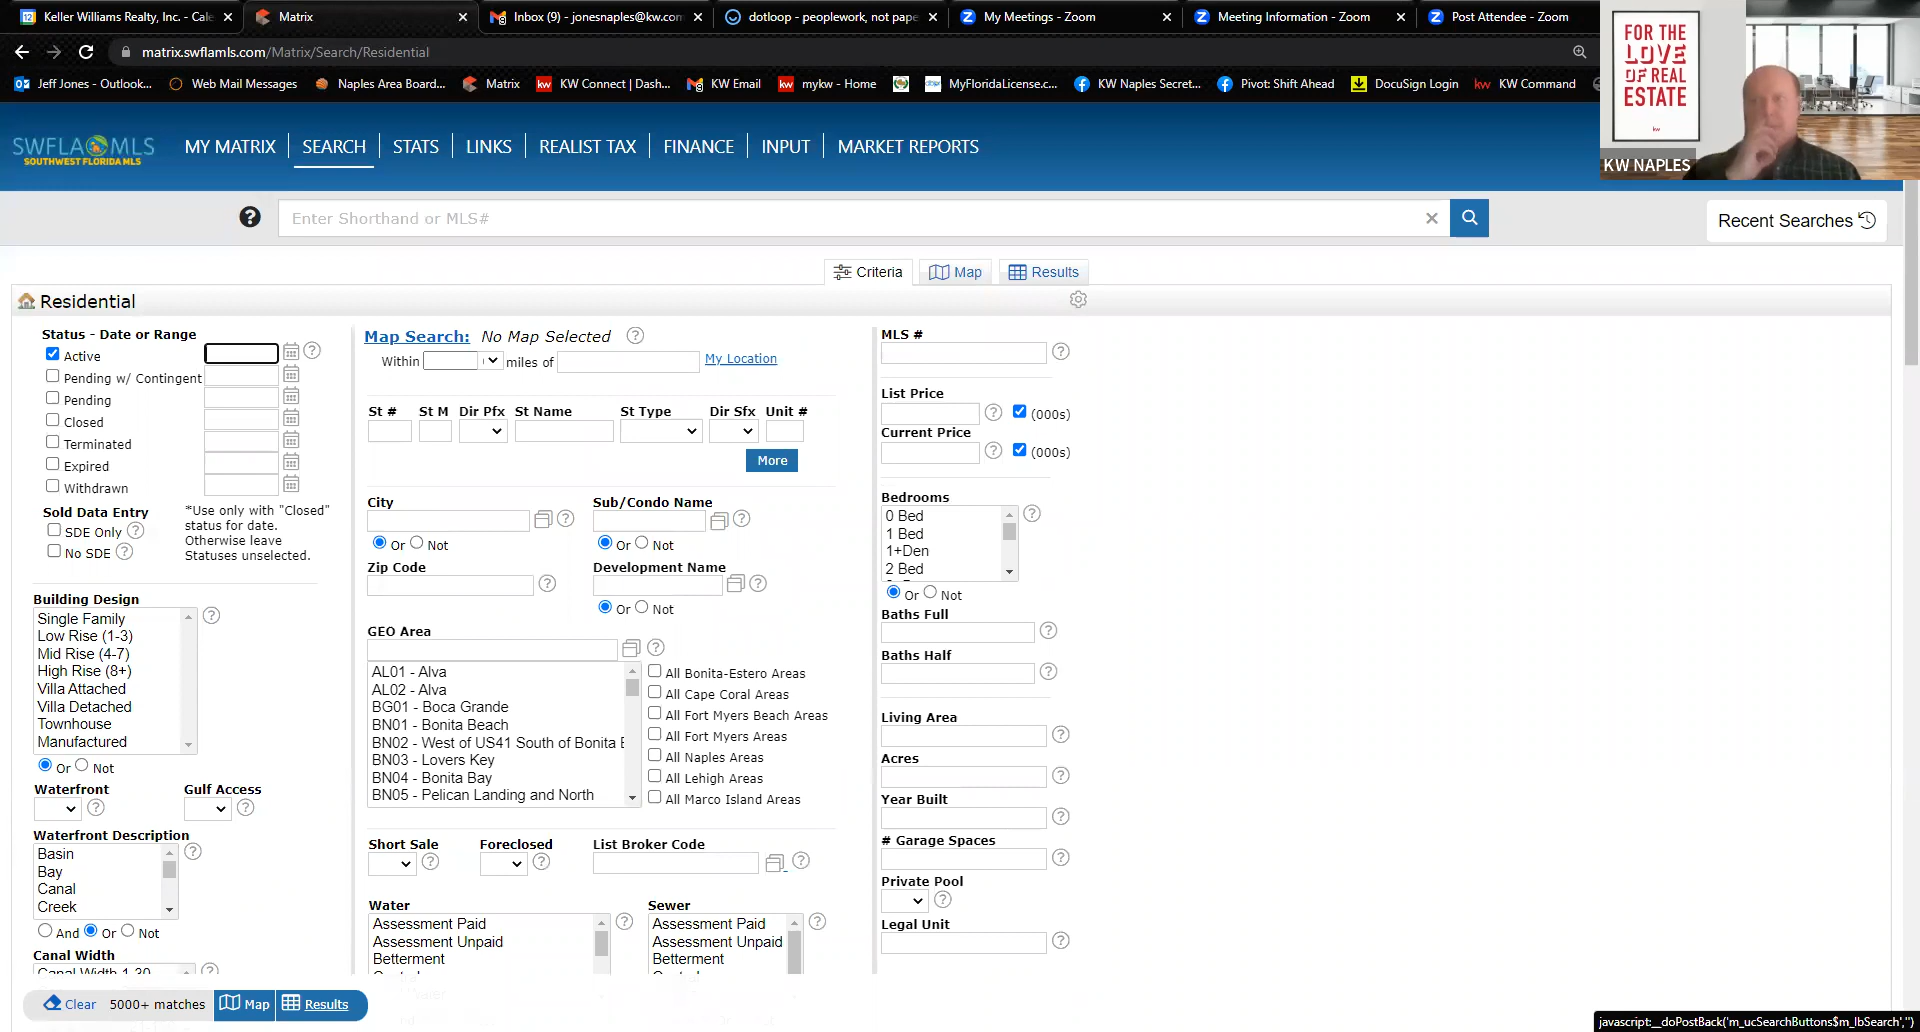 Keller Williams Realty, Inc. - Cale
Matrix
Inbox (9) - jonesnaples@kw.com
dotloop - peoplework, not pape
My Meetings - Zoom
Meeting Information - Zoom
Post Attendee - Zoom
matrix.swflamls.com/Matrix/Search/Residential
Jeff Jones - Outlook...
Web Mail Messages
Naples Area Board...
Matrix
KW Connect | Dash...
KW Email
mykw - Home
MyFloridaLicense.c...
KW Naples Secret...
Pivot: Shift Ahead
DocuSign Login
KW Command
FOR THE
LOVE
OF REAL
ESTATE
kw
KW NAPLES
SWFLA MLS
SOUTHWEST FLORIDA MLS
MY MATRIX
SEARCH
STATS
LINKS
REALIST TAX
FINANCE
INPUT
MARKET REPORTS
Enter Shorthand or MLS#
Recent Searches
Criteria
Map
Results
Residential
Status - Date or Range
Active
Pending w/ Contingent
Pending
Closed
Terminated
Expired
Withdrawn
Sold Data Entry
SDE Only
No SDE
*Use only with "Closed"
status for date.
Otherwise leave
Statuses unselected.
Building Design
Single Family
Low Rise (1-3)
Mid Rise (4-7)
High Rise (8+)
Villa Attached
Villa Detached
Townhouse
Manufactured
Or Not
Waterfront
Gulf Access
Waterfront Description
Basin
Bay
Canal
Creek
And Or Not
Canal Width
Canal Width 1-30
Map Search: No Map Selected
Within
miles of
My Location
St #
St M
Dir Pfx
St Name
St Type
Dir Sfx
Unit #
More
City
Or Not
Sub/Condo Name
Or Not
Zip Code
Development Name
Or Not
GEO Area
AL01 - Alva
AL02 - Alva
BG01 - Boca Grande
BN01 - Bonita Beach
BN02 - West of US41 South of Bonita B
BN03 - Lovers Key
BN04 - Bonita Bay
BN05 - Pelican Landing and North
All Bonita-Estero Areas
All Cape Coral Areas
All Fort Myers Beach Areas
All Fort Myers Areas
All Naples Areas
All Lehigh Areas
All Marco Island Areas
Short Sale
Foreclosed
List Broker Code
Water
Assessment Paid
Assessment Unpaid
Betterment
Sewer
Assessment Paid
Assessment Unpaid
Betterment
MLS #
List Price
(000s)
Current Price
(000s)
Bedrooms
0 Bed
1 Bed
1+Den
2 Bed
Or Not
Baths Full
Baths Half
Living Area
Acres
Year Built
# Garage Spaces
Private Pool
Legal Unit
Clear
5000+ matches
Map
Results
javascript:__doPostBack('m_ucSearchButtons$m_lbSearch','')